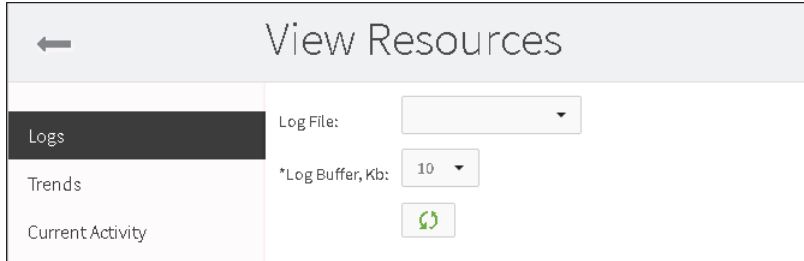 View Resources
Logs
Trends
Current Activity
Log File:
*Log Buffer, Kb: 10